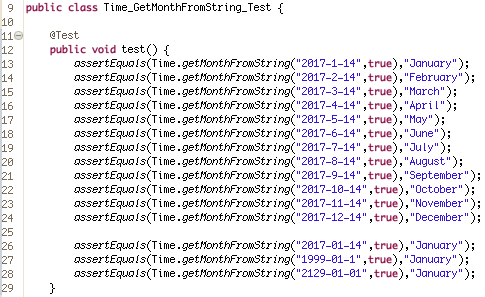 9 public class Time_GetMonthFromString_Test {
10
11 @Test
12 public void test() {
13 assertEquals(Time.getMonthFromString("2017-1-14",true),"January");
14 assertEquals(Time.getMonthFromString("2017-2-14",true),"February");
15 assertEquals(Time.getMonthFromString("2017-3-14",true),"March");
16 assertEquals(Time.getMonthFromString("2017-4-14",true),"April");
17 assertEquals(Time.getMonthFromString("2017-5-14",true),"May");
18 assertEquals(Time.getMonthFromString("2017-6-14",true),"June");
19 assertEquals(Time.getMonthFromString("2017-7-14",true),"July");
20 assertEquals(Time.getMonthFromString("2017-8-14",true),"August");
21 assertEquals(Time.getMonthFromString("2017-9-14",true),"September");
22 assertEquals(Time.getMonthFromString("2017-10-14",true),"October");
23 assertEquals(Time.getMonthFromString("2017-11-14",true),"November");
24 assertEquals(Time.getMonthFromString("2017-12-14",true),"December");
25
26 assertEquals(Time.getMonthFromString("2017-01-14",true),"January");
27 assertEquals(Time.getMonthFromString("1999-01-1",true),"January");
28 assertEquals(Time.getMonthFromString("2129-01-01",true),"January");
29 }